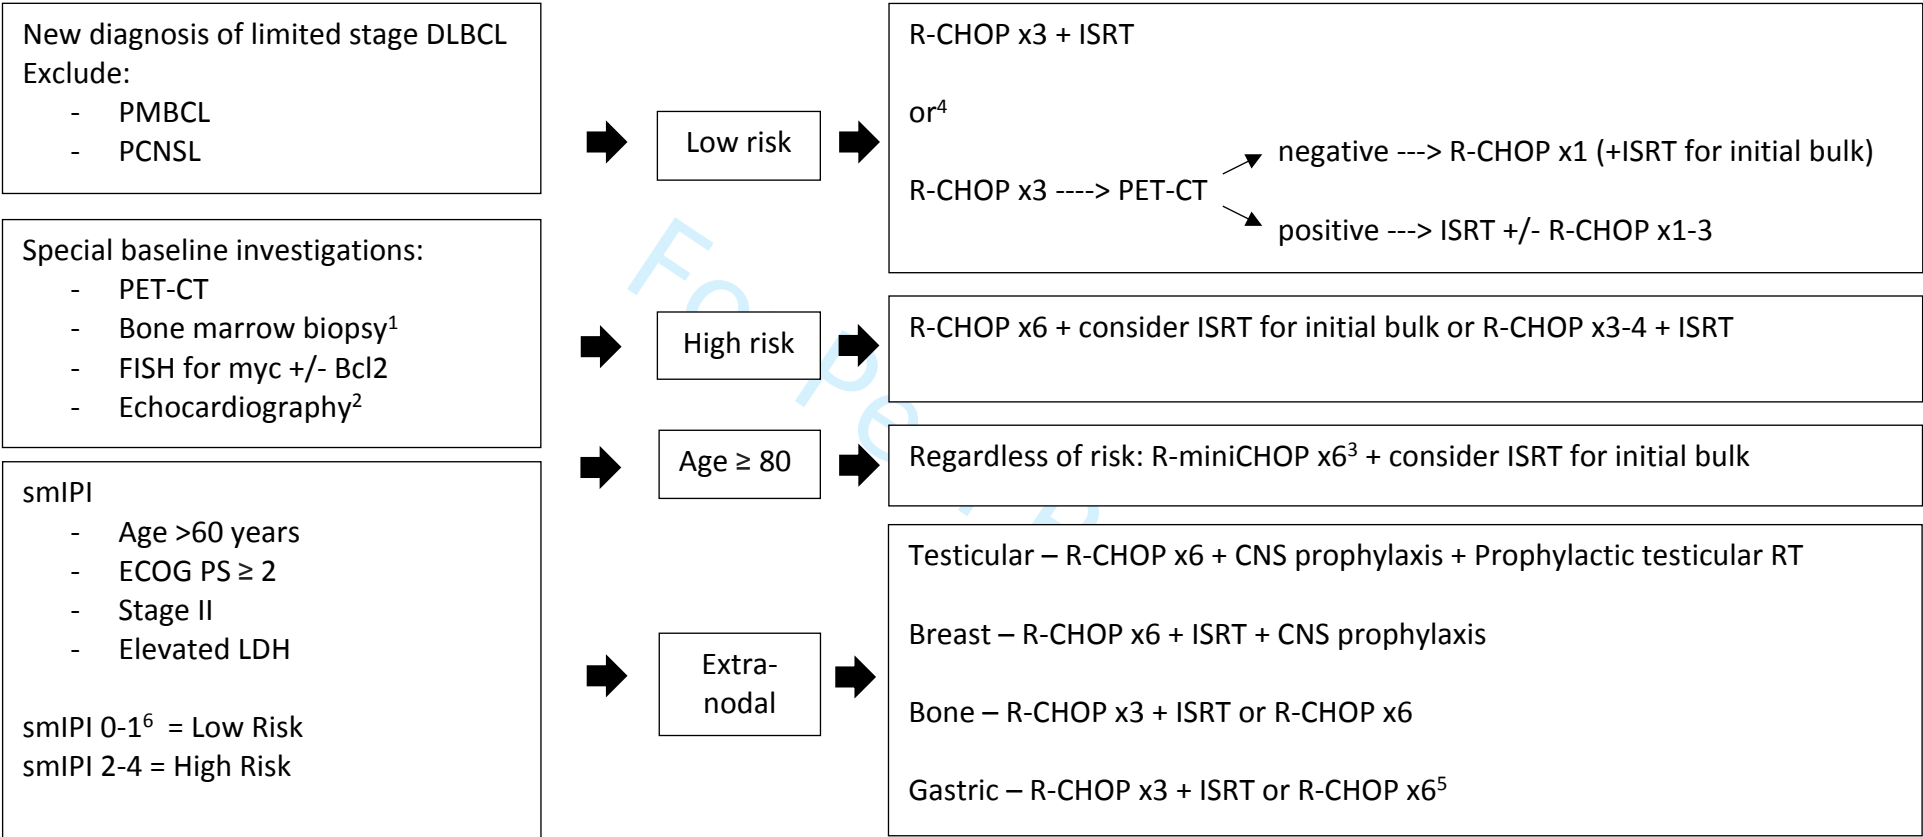 New diagnosis of limited stage DLBCL
Exclude:
- PMBCL
- PCNSL
Special baseline investigations:
- PET-CT
- Bone marrow biopsy¹
- FISH for myc +/- Bcl2
- Echocardiography²
smIPI
- Age >60 years
- ECOG PS ≥ 2
- Stage II
- Elevated LDH
smIPI 0-1⁶ = Low Risk
smIPI 2-4 = High Risk
Low risk
R-CHOP x3 + ISRT
or⁴
negative ---> R-CHOP x1 (+ISRT for initial bulk)
R-CHOP x3 ----> PET-CT
positive ---> ISRT +/- R-CHOP x1-3
High risk
R-CHOP x6 + consider ISRT for initial bulk or R-CHOP x3-4 + ISRT
Age ≥ 80
Regardless of risk: R-miniCHOP x6³ + consider ISRT for initial bulk
Extra-
nodal
Testicular – R-CHOP x6 + CNS prophylaxis + Prophylactic testicular RT
Breast – R-CHOP x6 + ISRT + CNS prophylaxis
Bone – R-CHOP x3 + ISRT or R-CHOP x6
Gastric – R-CHOP x3 + ISRT or R-CHOP x6⁵